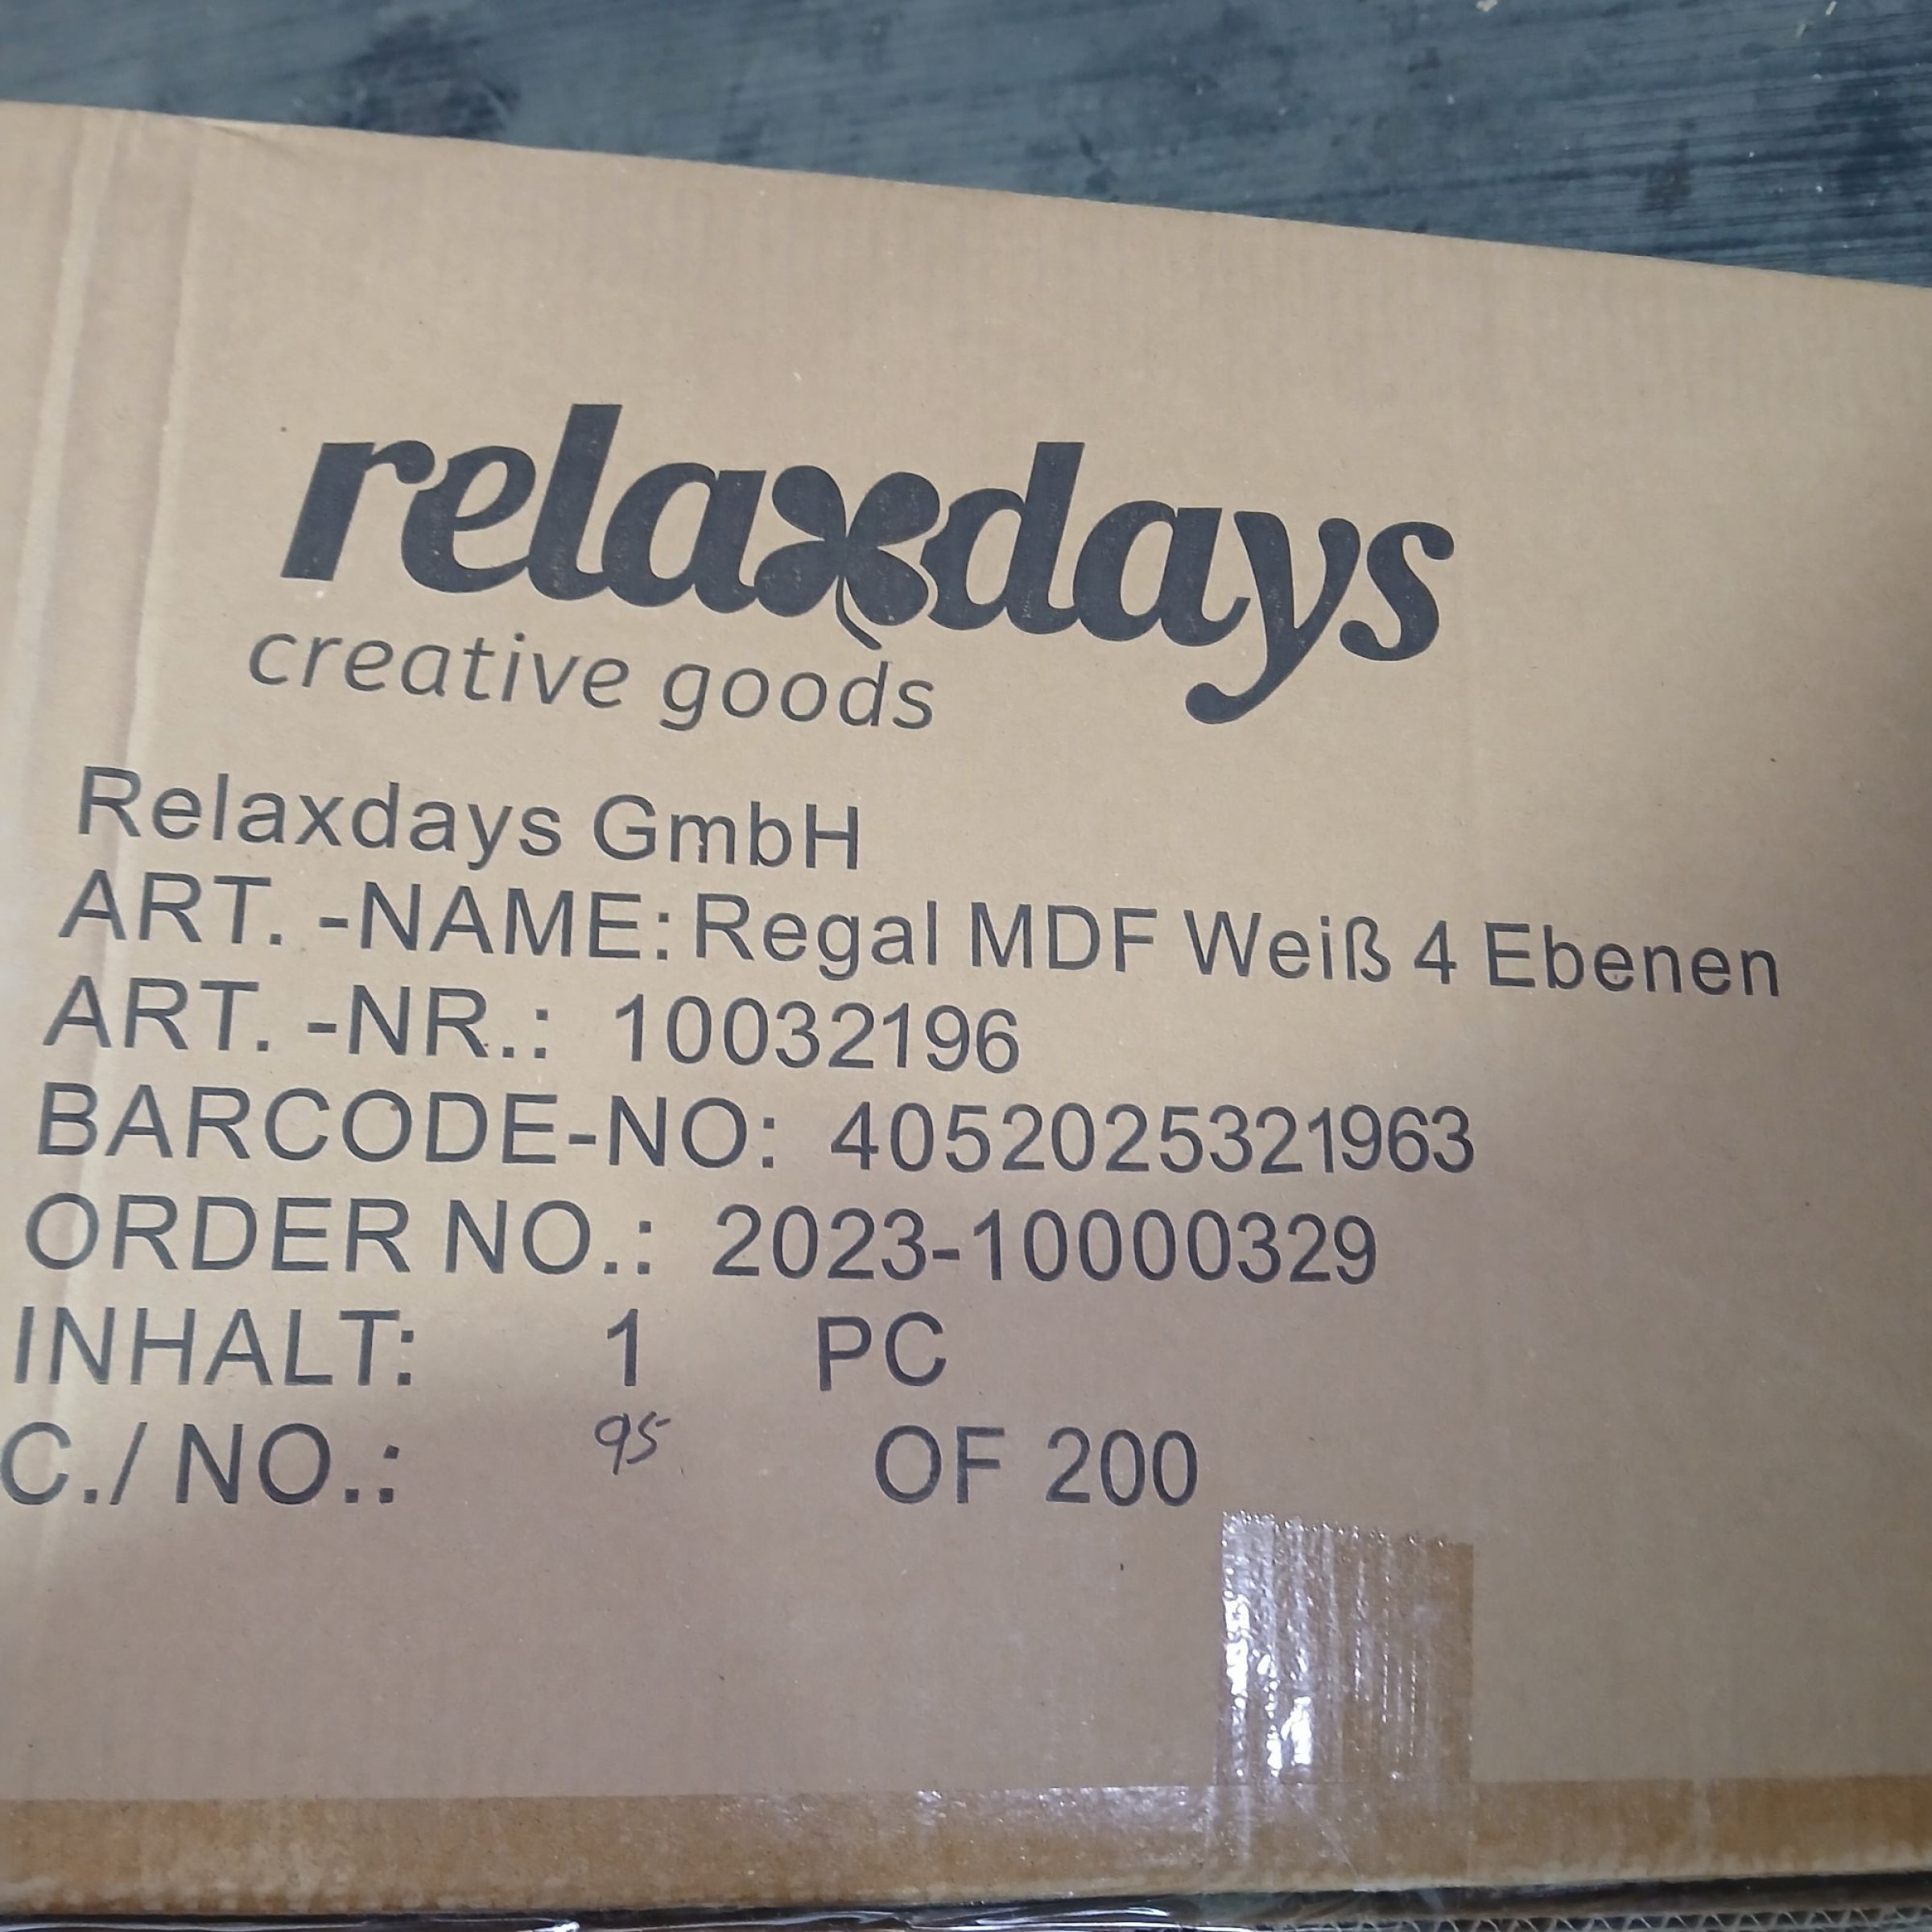 relaxdays
creative goods
Relaxdays GmbH
ART. -NAME: Regal MDF Weiß 4 Ebenen
ART. -NR.: 10032196
BARCODE-NO: 4052025321963
ORDER NO.: 2023-10000329
INHALT: 1 PC
C./ NO.: 95 OF 200